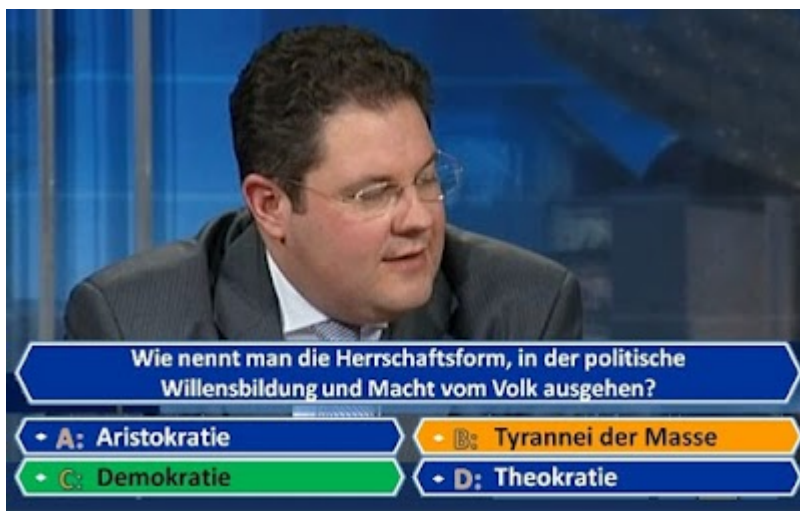 Wie nennt man die Herrschaftsform, in der politische
Willensbildung und Macht vom Volk ausgehen?
A: Aristokratie
B: Tyrannei der Masse
C: Demokratie
D: Theokratie